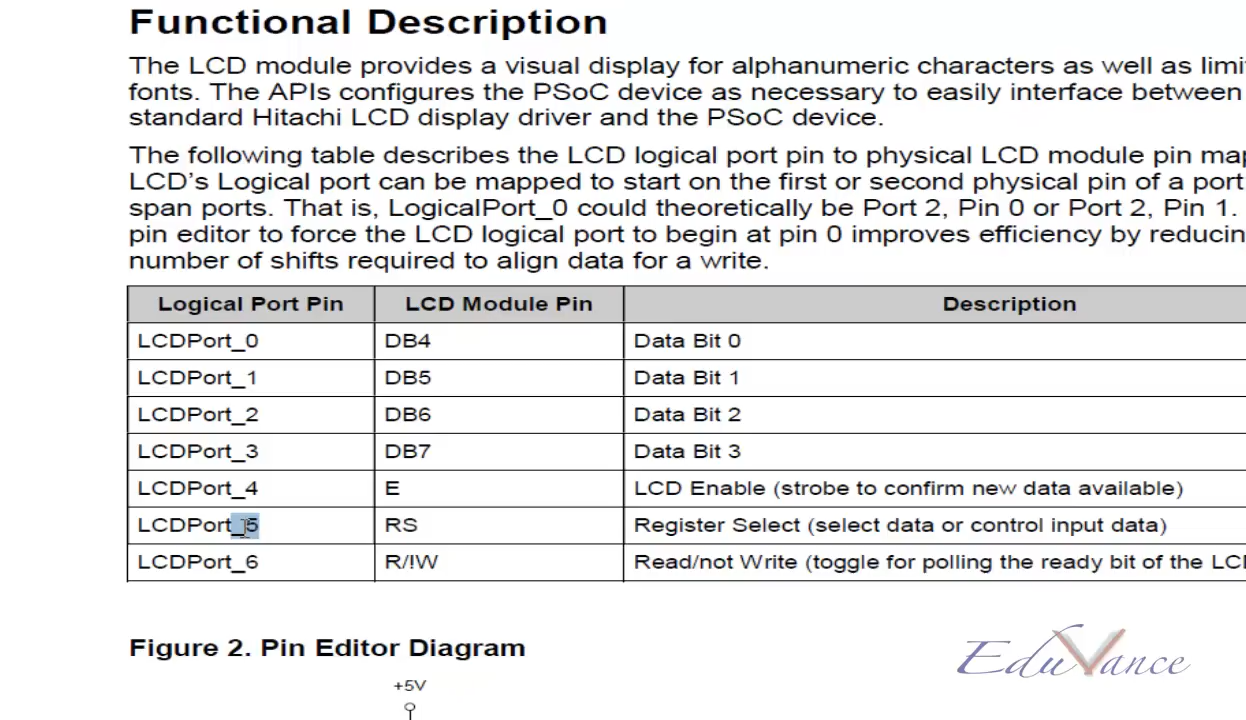 Functional Description
The LCD module provides a visual display for alphanumeric characters as well as limi
fonts. The APIs configures the PSoC device as necessary to easily interface between
standard Hitachi LCD display driver and the PSoC device.
The following table describes the LCD logical port pin to physical LCD module pin map
LCD's Logical port can be mapped to start on the first or second physical pin of a port
span ports. That is, LogicalPort_0 could theoretically be Port 2, Pin 0 or Port 2, Pin 1.
pin editor to force the LCD logical port to begin at pin 0 improves efficiency by reducin
number of shifts required to align data for a write.
Logical Port Pin LCD Module Pin Description
LCDPort_0 DB4 Data Bit 0
LCDPort_1 DB5 Data Bit 1
LCDPort_2 DB6 Data Bit 2
LCDPort_3 DB7 Data Bit 3
LCDPort_4 E LCD Enable (strobe to confirm new data available)
LCDPort_5 RS Register Select (select data or control input data)
LCDPort_6 R/!W Read/not Write (toggle for polling the ready bit of the LC
Figure 2. Pin Editor Diagram
EduVance
+5V